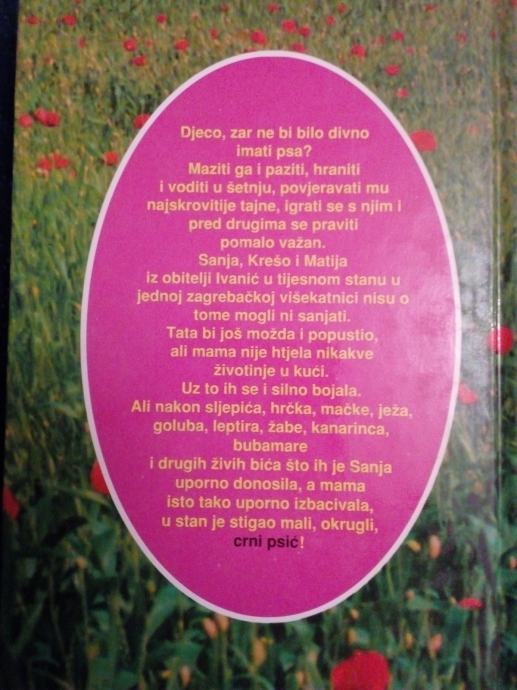 Djeco, zar ne bi bilo divno
imati psa?
Maziti ga i paziti, hraniti
i voditi u šetnju, povjeravati mu
najskrovitije tajne, igrati se s njim i
pred drugima se praviti
pomalo važan.
Sanja, Krešo i Matija
iz obitelji Ivanić u tijesnom stanu u
jednoj zagrebačkoj višekatnici nisu o
tome mogli ni sanjati.
Tata bi još možda i popustio,
ali mama nije htjela nikakve
životinje u kući.
Uz to ih se i silno bojala.
Ali nakon sljepića, hrčka, mačke, ježa,
goluba, leptira, žabe, kanarinca,
bubamare
i drugih živih bića što ih je Sanja
uporno donosila, a mama
isto tako uporno izbacivala,
u stan je stigao mali, okrugli,
crni psić!